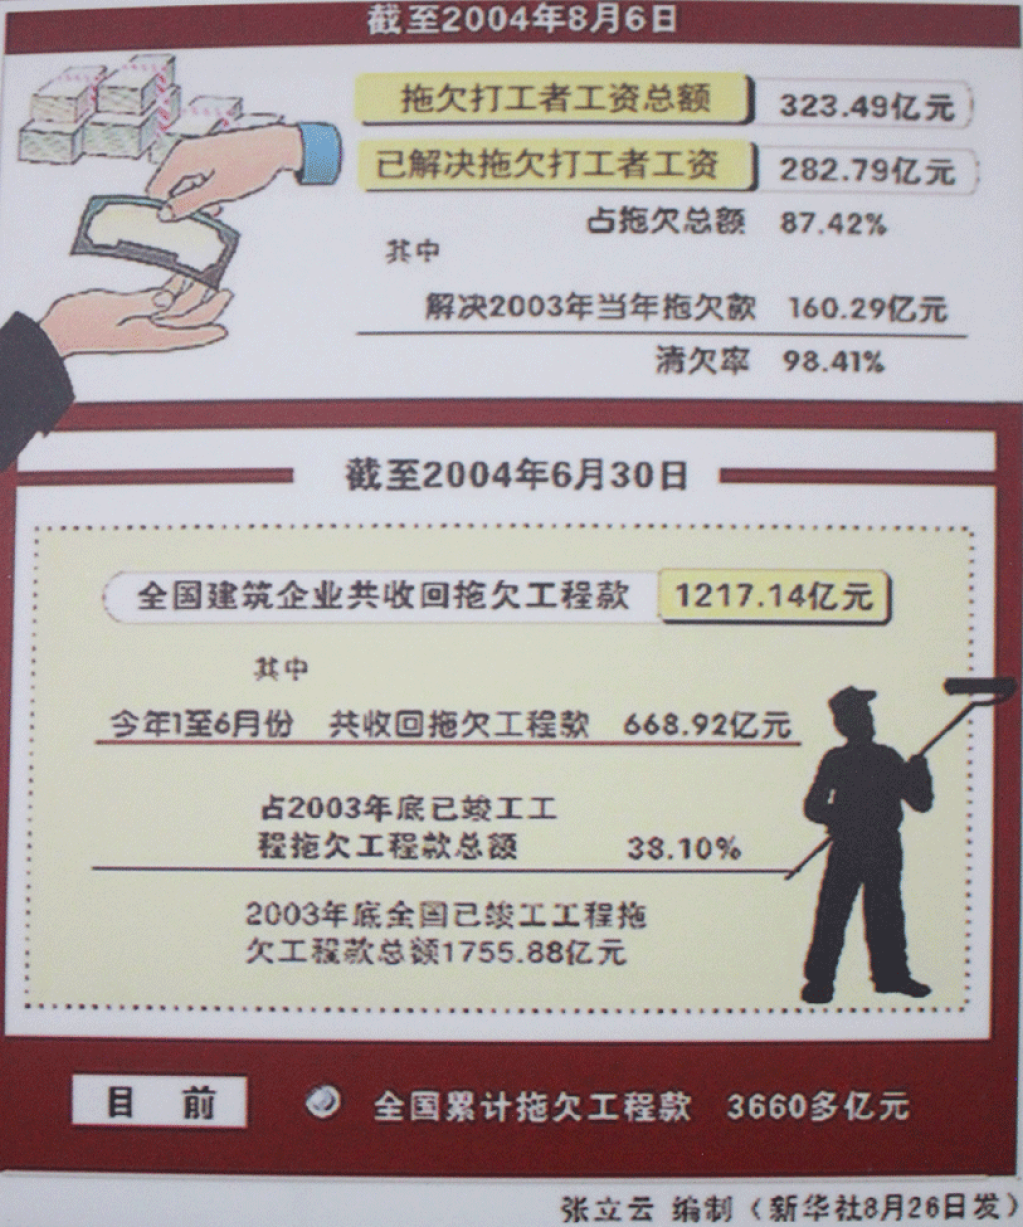 截至2004年8月6日
拖欠打工者工资总额 323.49亿元
已解决拖欠打工者工资 282.79亿元
占拖欠总额 87.42%
其中
解决2003年当年拖欠款 160.29亿元
清欠率 98.41%
截至2004年6月30日
全国建筑企业共收回拖欠工程款 1217.14亿元
其中
今年1至6月份 共收回拖欠工程款 668.92亿元
占2003年底已竣工工
程拖欠工程款总额 38.10%
2003年底全国已竣工工程拖
欠工程款总额1755.88亿元
目前 全国累计拖欠工程款 3660多亿元
张立云 编制（新华社8月26日发）